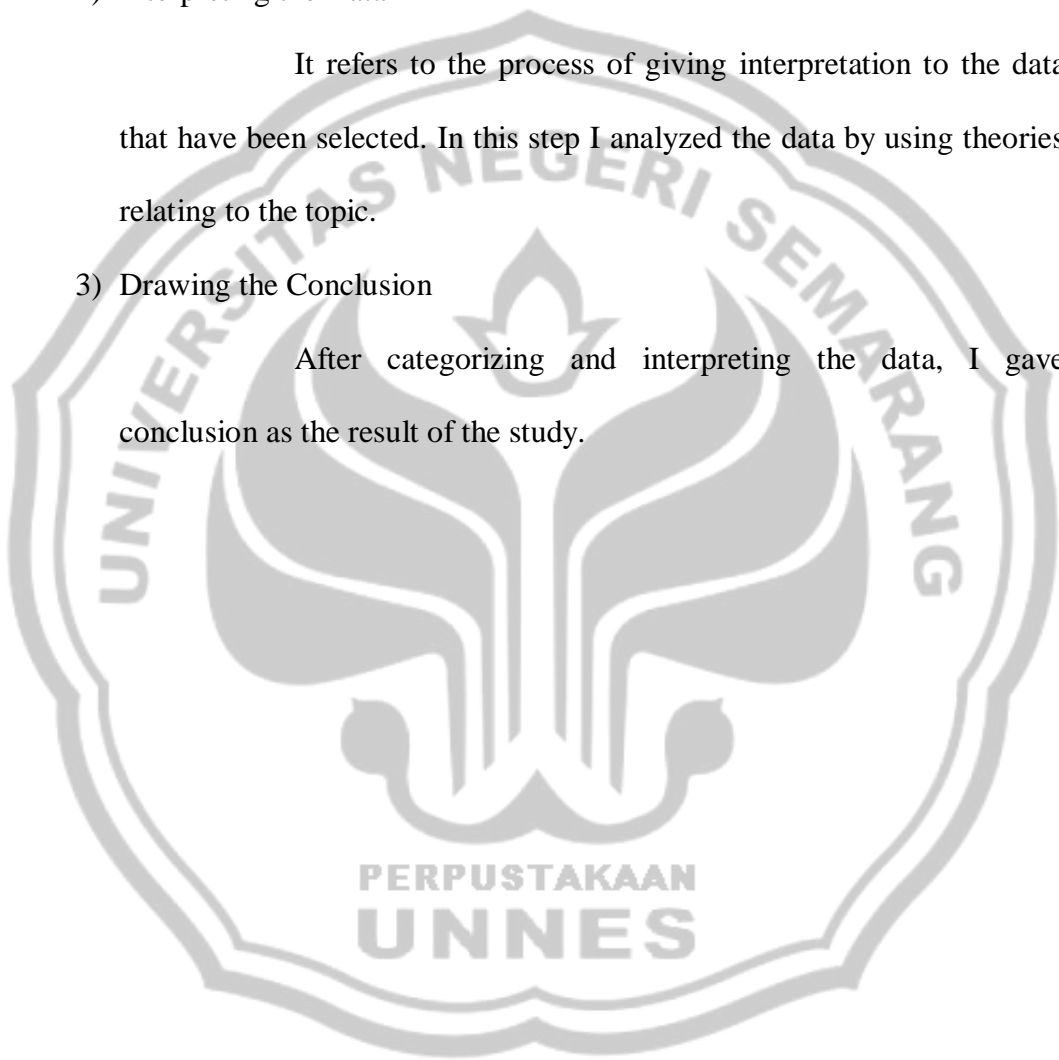 It refers to the process of giving interpretation to the data
that have been selected. In this step I analyzed the data by using theories
relating to the topic.
3) Drawing the Conclusion
After categorizing and interpreting the data, I gave
conclusion as the result of the study.
UNIVERSITAS NEGERI SEMARANG
PERPUSTAKAAN
UNNES